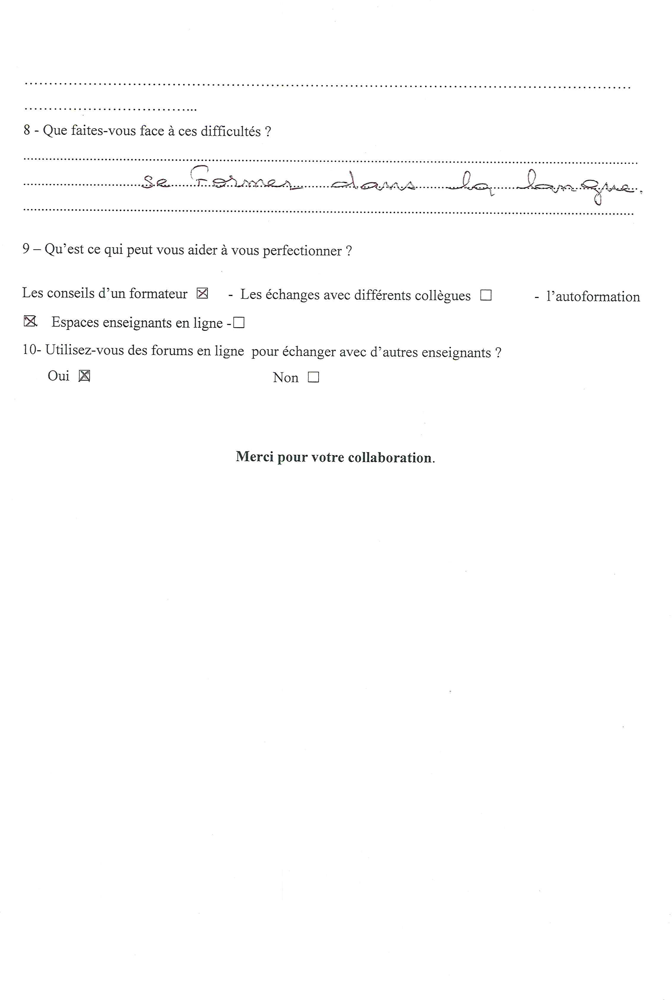 ........................................................................................................................
.....................................
8 - Que faites-vous face à ces difficultés ?
........................................................................................................................
se Former dans la langue.
........................................................................................................................
9 – Qu'est ce qui peut vous aider à vous perfectionner ?
Les conseils d'un formateur ☒ - Les échanges avec différents collègues ☐ - l'autoformation
☒ Espaces enseignants en ligne -☐
10- Utilisez-vous des forums en ligne pour échanger avec d'autres enseignants ?
Oui ☒ Non ☐
Merci pour votre collaboration.